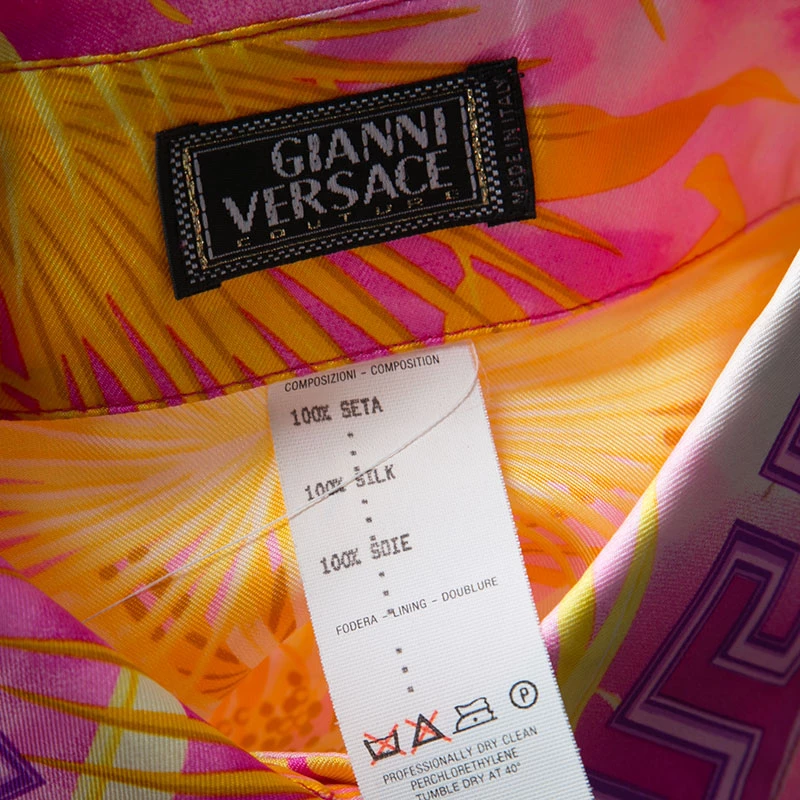 GIANNI
VERSACE
COUTURE
MADE IN ITALY
COMPOSIZIONI - COMPOSITION
100% SETA
100% SILK
100% SOIE
FODERA - LINING - DOUBLURE
P
PROFESSIONALLY DRY CLEAN
PERCHLORETHYLENE
TUMBLE DRY AT 40°